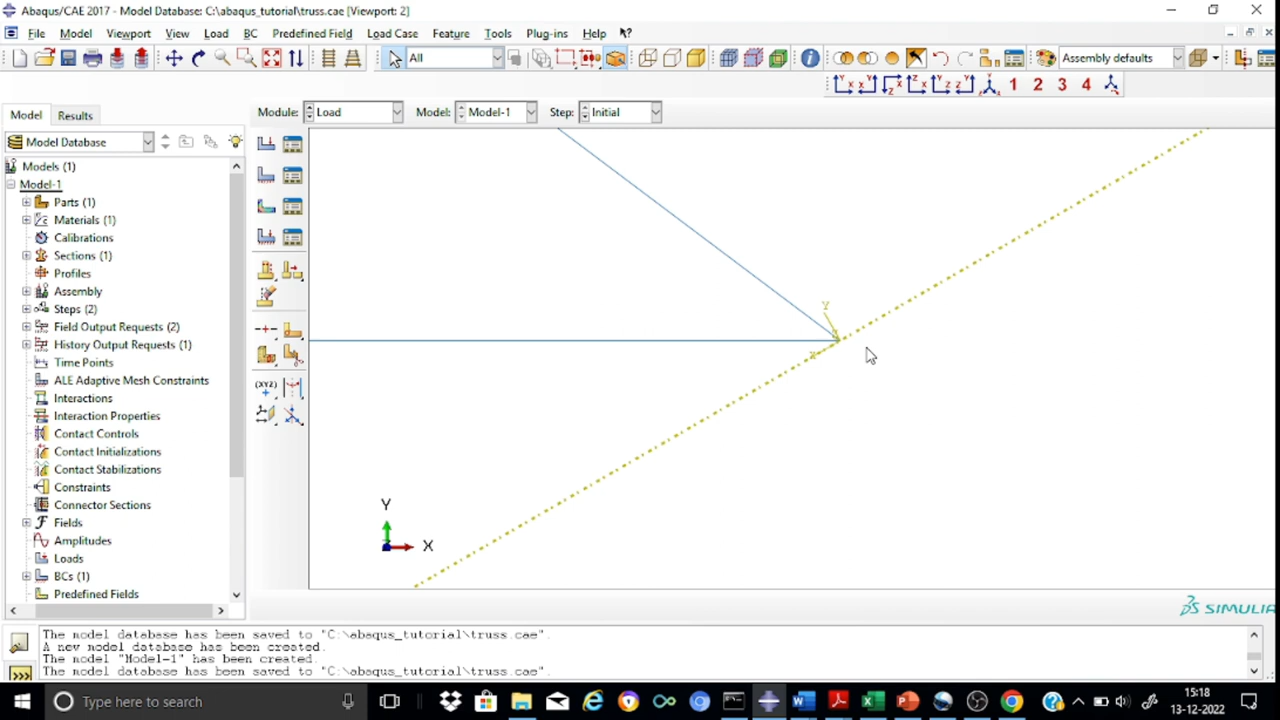 Abaqus/CAE 2017 - Model Database: C:\abaqus_tutorial\truss.cae [Viewport: 2]
File Model Viewport View Load BC Predefined Field Load Case Feature Tools Plug-ins Help
All Assembly defaults
1 2 3 4
Model Results Module: Load Model: Model-1 Step: Initial
Model Database
Models (1)
Model-1
Parts (1)
Materials (1)
Calibrations
Sections (1)
Profiles
Assembly
Steps (2)
Field Output Requests (2)
History Output Requests (1)
Time Points
ALE Adaptive Mesh Constraints
Interactions
Interaction Properties
Contact Controls
Contact Initializations
Contact Stabilizations
Constraints
Connector Sections
Fields
Amplitudes
Loads
BCs (1)
Predefined Fields
(XYZ)
Y
Y
X
SIMULIA
The model database has been saved to "C:\abaqus_tutorial\truss.cae".
A new model database has been created.
The model "Model-1" has been created.
The model database has been saved to "C:\abaqus_tutorial\truss.cae".
>>>
Type here to search
15:18
13-12-2022